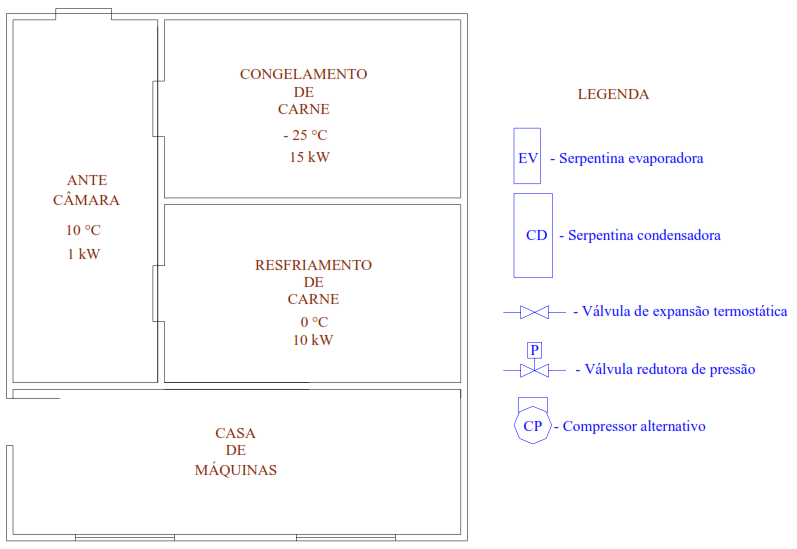 CONGELAMENTO
DE
CARNE
- 25 °C
15 kW
ANTE
CÂMARA
10 °C
1 kW
RESFRIAMENTO
DE
CARNE
0 °C
10 kW
CASA
DE
MÁQUINAS
LEGENDA
EV - Serpentina evaporadora
CD - Serpentina condensadora
- Válvula de expansão termostática
P
- Válvula redutora de pressão
CP - Compressor alternativo